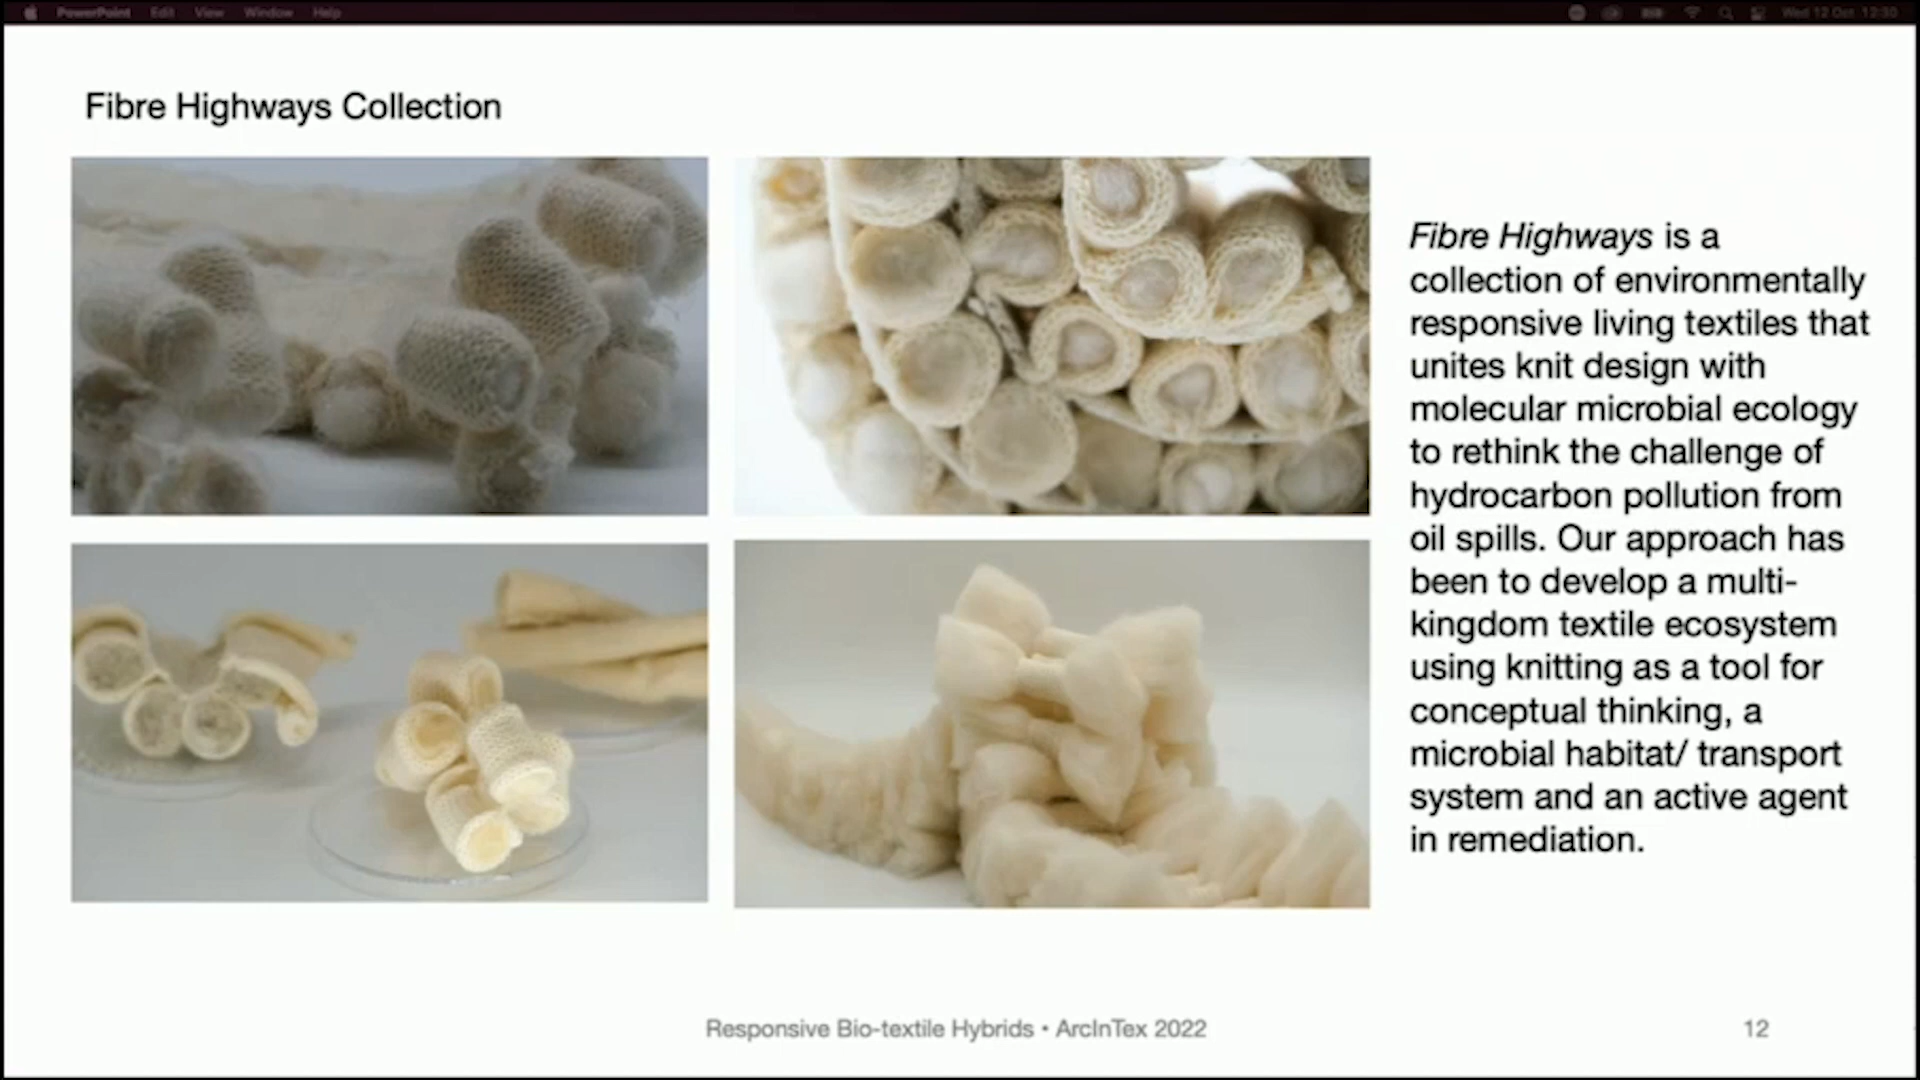 PowerPoint Edit View Window Help
Wed 12 Oct 12:30
Fibre Highways Collection
Fibre Highways is a
collection of environmentally
responsive living textiles that
unites knit design with
molecular microbial ecology
to rethink the challenge of
hydrocarbon pollution from
oil spills. Our approach has
been to develop a multi-
kingdom textile ecosystem
using knitting as a tool for
conceptual thinking, a
microbial habitat/ transport
system and an active agent
in remediation.
Responsive Bio-textile Hybrids • ArcInTex 2022
12